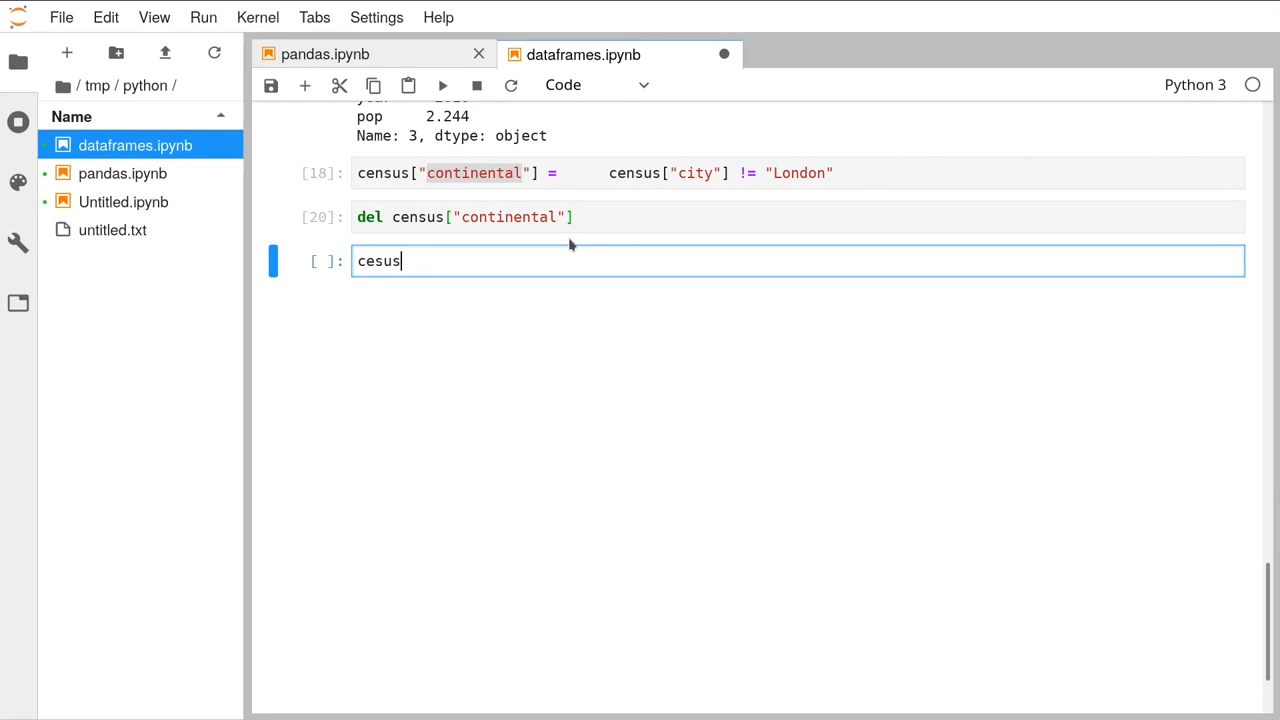 File Edit View Run Kernel Tabs Settings Help
pandas.ipynb
dataframes.ipynb
Code
Python 3
/ tmp / python /
Name
dataframes.ipynb
pandas.ipynb
Untitled.ipynb
untitled.txt
pop 2.244
Name: 3, dtype: object
[18]: census["continental"] = census["city"] != "London"
[20]: del census["continental"]
[ ]: cesus